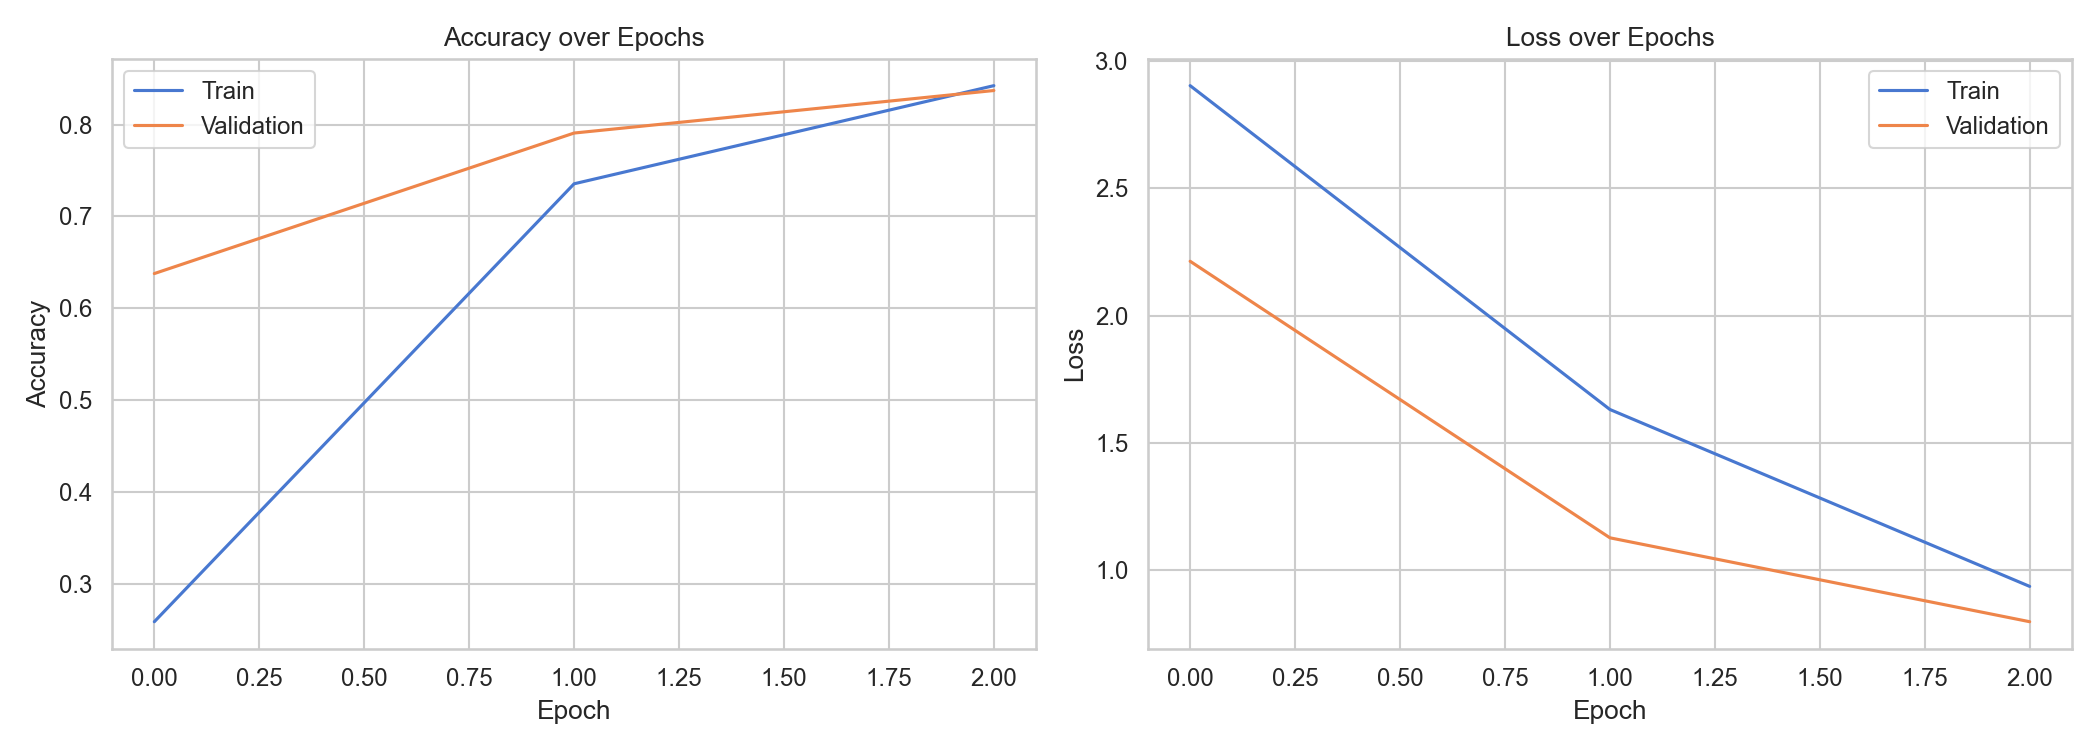 Accuracy over Epochs
Train
Validation
0.8
0.7
0.6
0.5
0.4
0.3
Accuracy
0.00 0.25 0.50 0.75 1.00 1.25 1.50 1.75 2.00
Epoch
Loss over Epochs
Train
Validation
3.0
2.5
2.0
1.5
1.0
Loss
0.00 0.25 0.50 0.75 1.00 1.25 1.50 1.75 2.00
Epoch